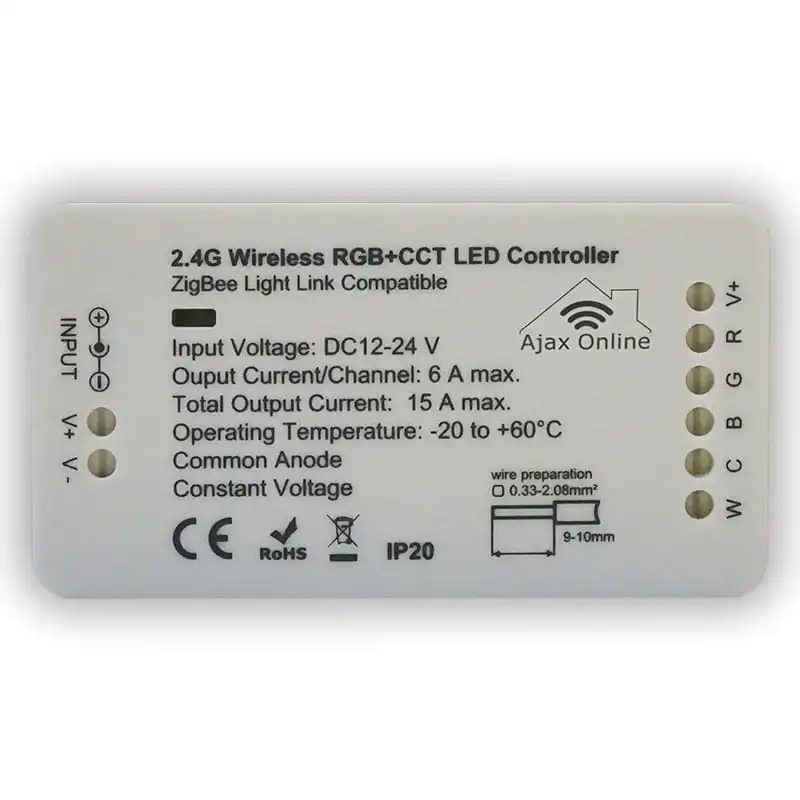 2.4G Wireless RGB+CCT LED Controller
ZigBee Light Link Compatible
Input Voltage: DC12-24 V
Ouput Current/Channel: 6 A max.
Total Output Current: 15 A max.
Operating Temperature: -20 to +60°C
Common Anode
Constant Voltage
CE
RoHS
IP20
Ajax Online
wire preparation
0.33-2.08mm²
9-10mm
INPUT
+
-
V+
V -
V+
R
G
B
C
W